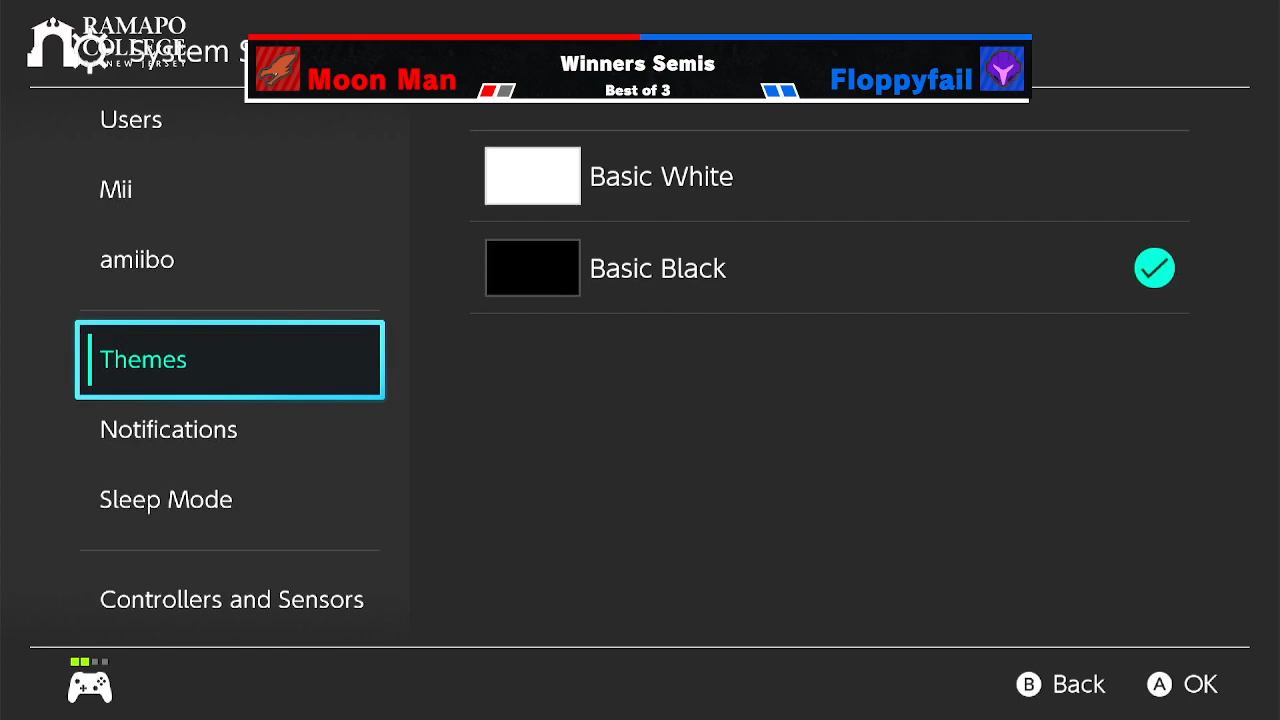 RAMAPO
COLLEGE
NEW JERSEY
System S
Moon Man
Winners Semis
Best of 3
Floppyfail
Users
Mii
amiibo
Themes
Notifications
Sleep Mode
Controllers and Sensors
Basic White
Basic Black
B Back
A OK